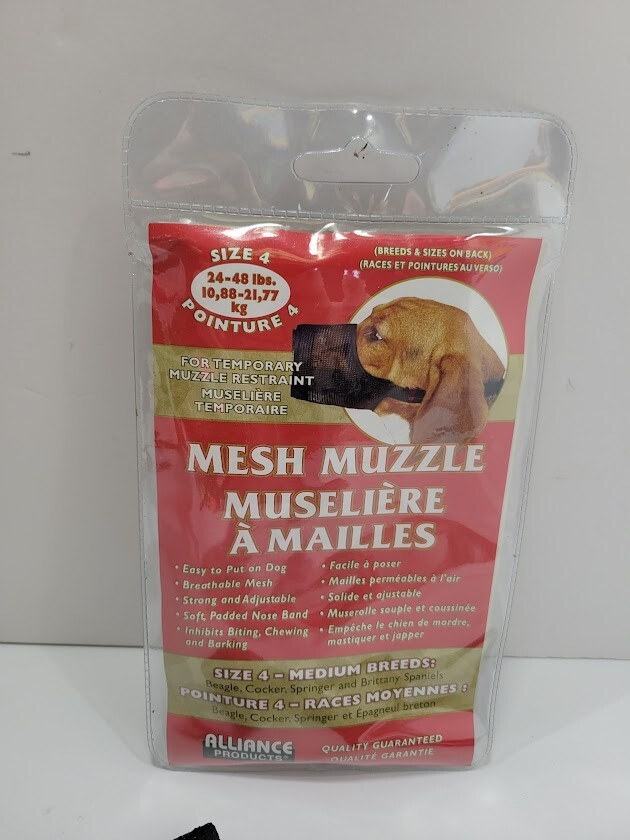 SIZE 4
24-48 lbs.
10,88-21,77
kg
POINTURE 4
(BREEDS & SIZES ON BACK)
(RACES ET POINTURES AU VERSO)
FOR TEMPORARY
MUZZLE RESTRAINT
MUSELIÈRE
TEMPORAIRE
MESH MUZZLE
MUSELIÈRE
À MAILLES
• Easy to Put on Dog
• Breathable Mesh
• Strong and Adjustable
• Soft, Padded Nose Band
• Inhibits Biting, Chewing
and Barking
• Facile à poser
• Mailles perméables à l'air
• Solide et ajustable
• Muserolle souple et coussinée
• Empêche le chien de mordre,
mastiquer et japper
SIZE 4 – MEDIUM BREEDS:
Beagle, Cocker, Springer and Brittany Spaniels
POINTURE 4 – RACES MOYENNES :
Beagle, Cocker, Springer et Épagneul breton
ALLIANCE
PRODUCTS®
QUALITY GUARANTEED
QUALITÉ GARANTIE